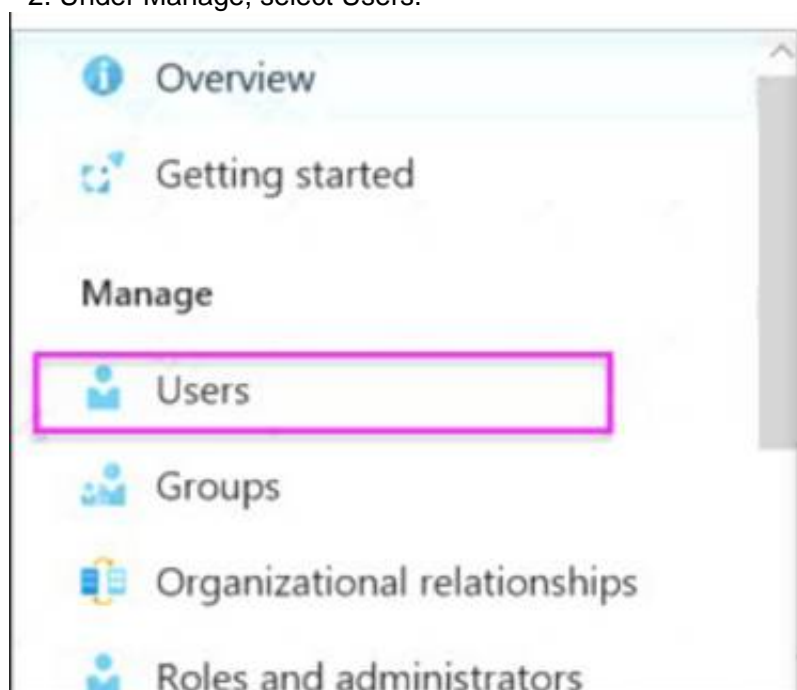 2. Under Manage, select Users.
Overview
Getting started
Manage
Users
Groups
Organizational relationships
Roles and administrators